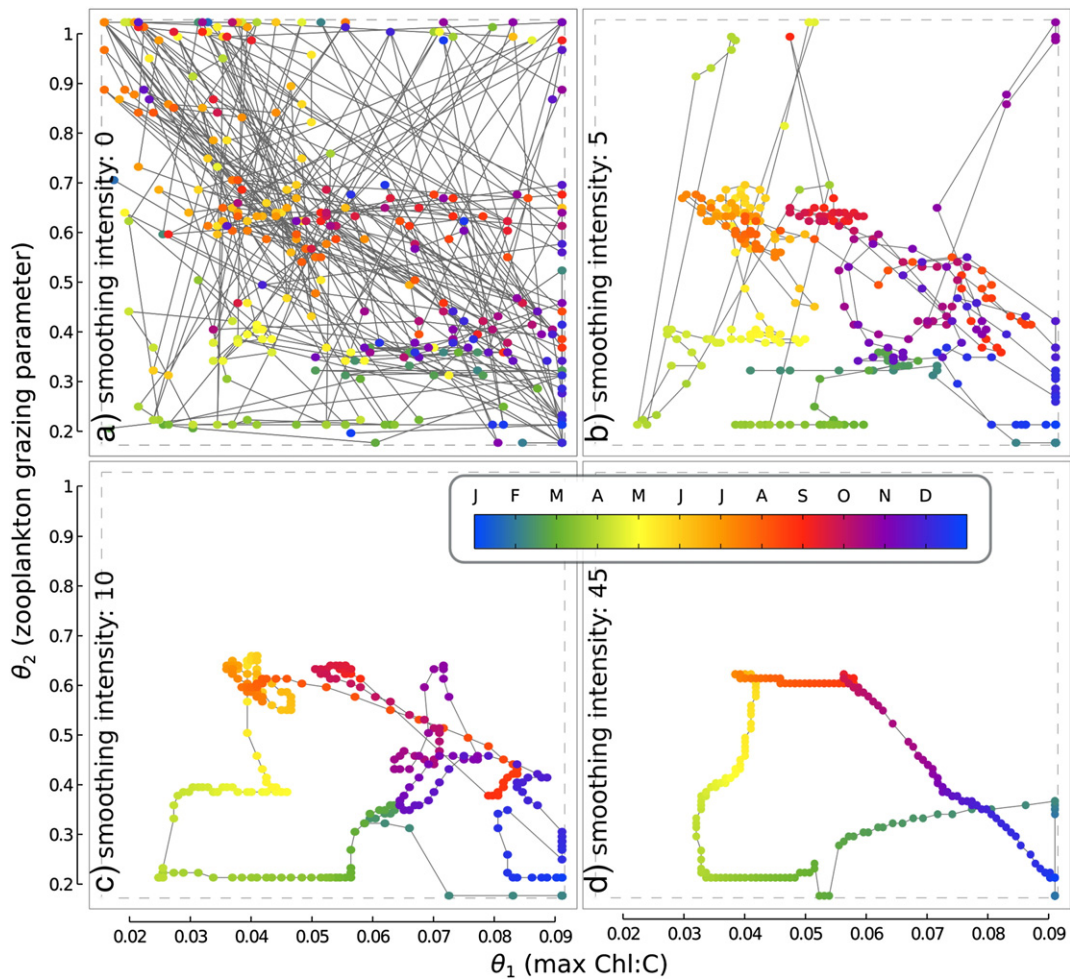 1
0.9
0.8
0.7
0.6
0.5
0.4
0.3
0.2
a) smoothing intensity: 0
b) smoothing intensity: 5
θ2 (zooplankton grazing parameter)
J F M A M J J A S O N D
1
0.9
0.8
0.7
0.6
0.5
0.4
0.3
0.2
c) smoothing intensity: 10
d) smoothing intensity: 45
0.02 0.03 0.04 0.05 0.06 0.07 0.08 0.09 0.02 0.03 0.04 0.05 0.06 0.07 0.08 0.09
θ1 (max Chl:C)